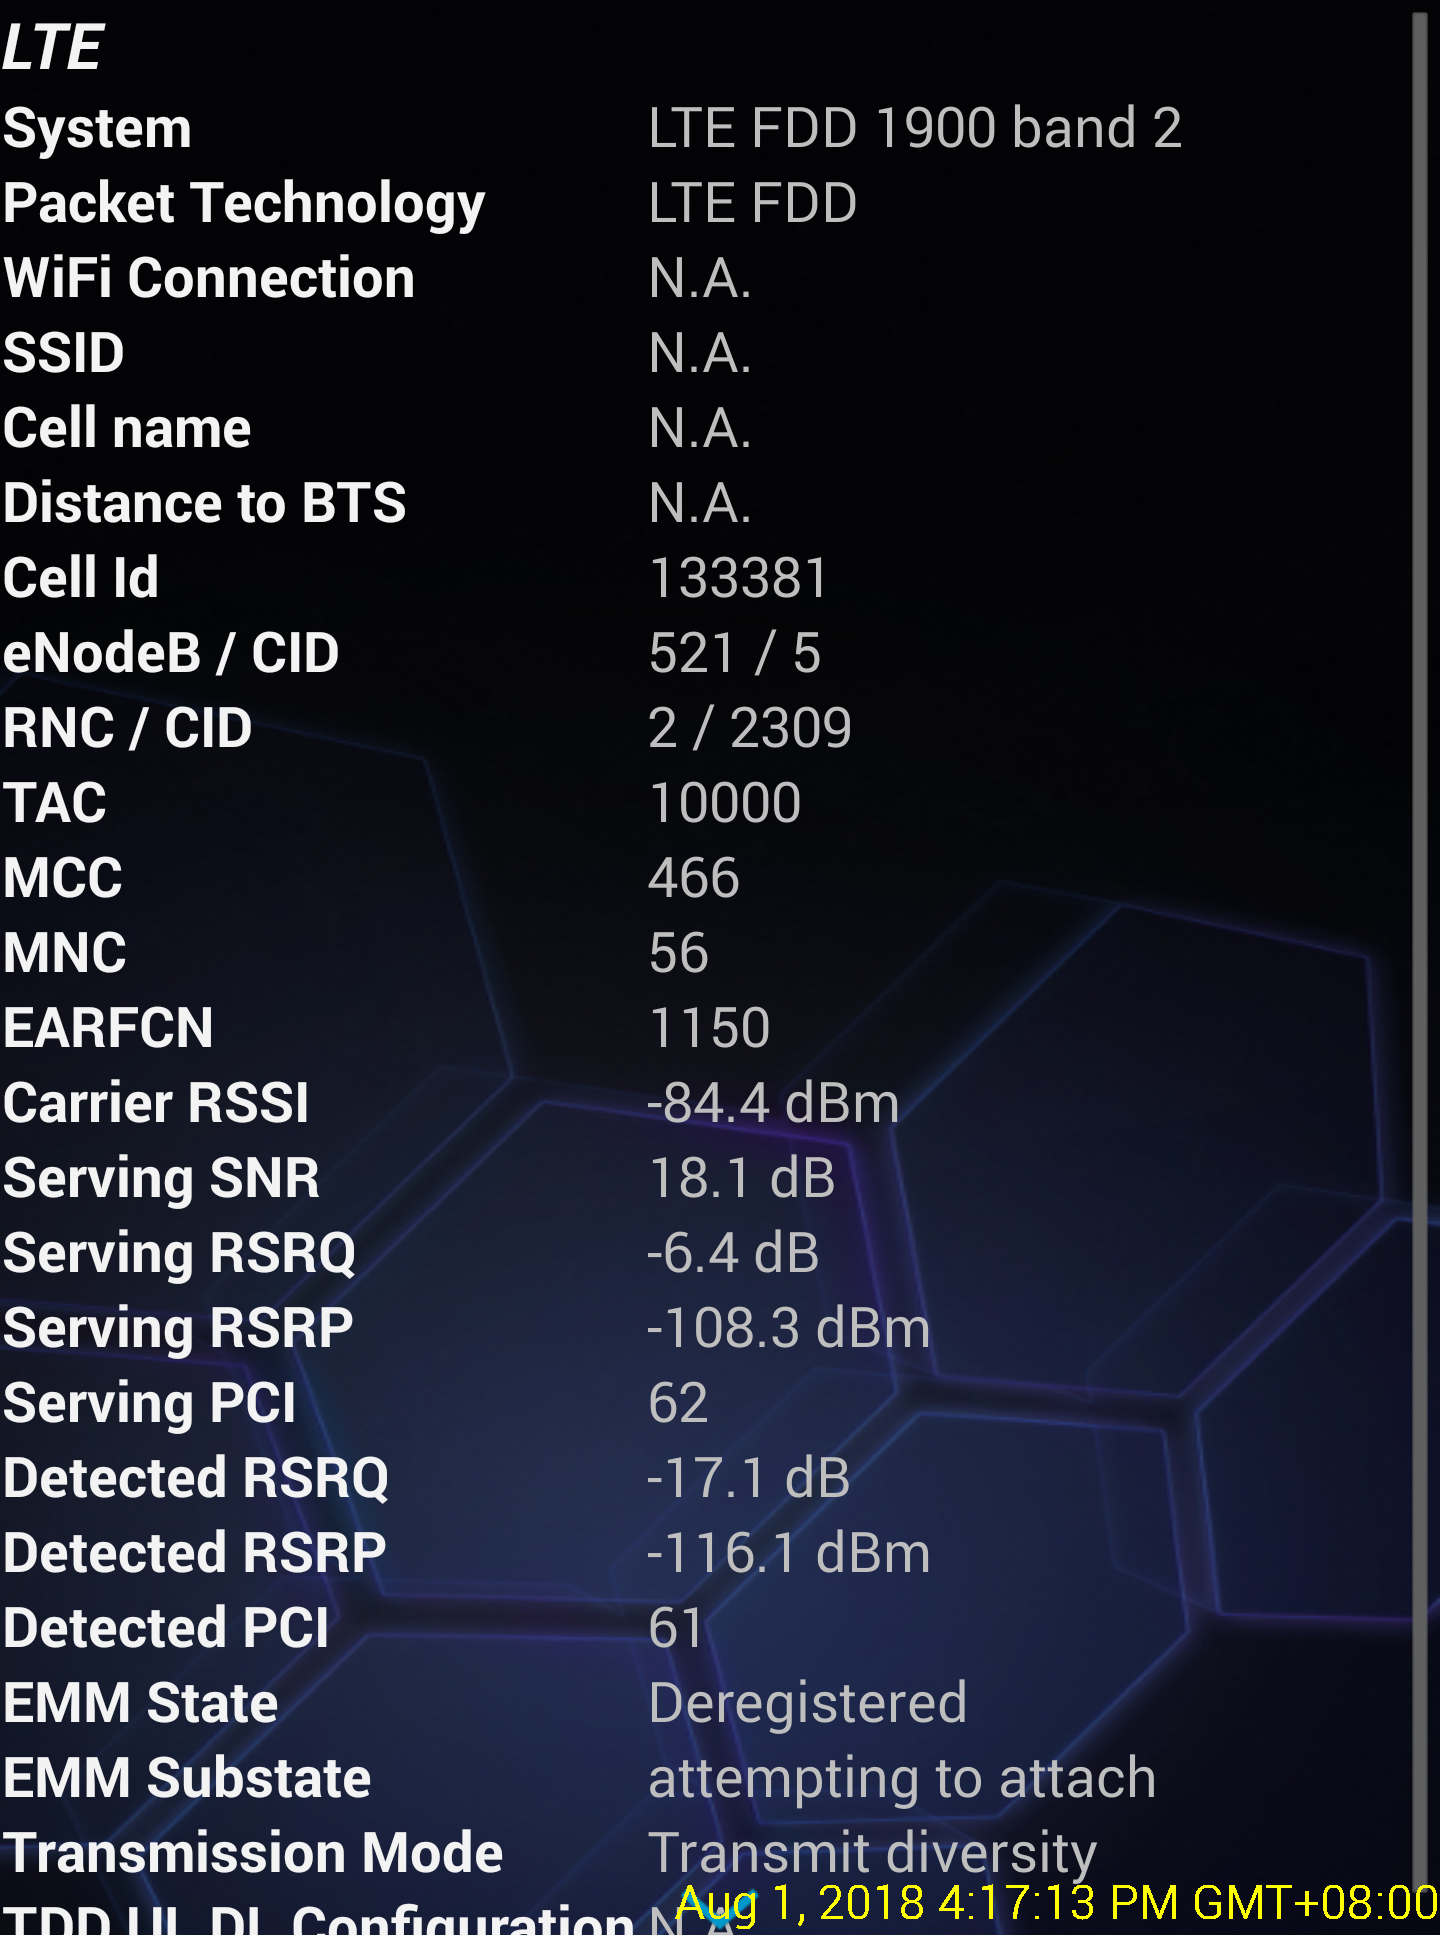 LTE
System LTE FDD 1900 band 2
Packet Technology LTE FDD
WiFi Connection N.A.
SSID N.A.
Cell name N.A.
Distance to BTS N.A.
Cell Id 133381
eNodeB / CID 521 / 5
RNC / CID 2 / 2309
TAC 10000
MCC 466
MNC 56
EARFCN 1150
Carrier RSSI -84.4 dBm
Serving SNR 18.1 dB
Serving RSRQ -6.4 dB
Serving RSRP -108.3 dBm
Serving PCI 62
Detected RSRQ -17.1 dB
Detected RSRP -116.1 dBm
Detected PCI 61
EMM State Deregistered
EMM Substate attempting to attach
Transmission Mode Transmit diversity
Aug 1, 2018 4:17:13 PM GMT+08:00
TDD UL DL Configuration